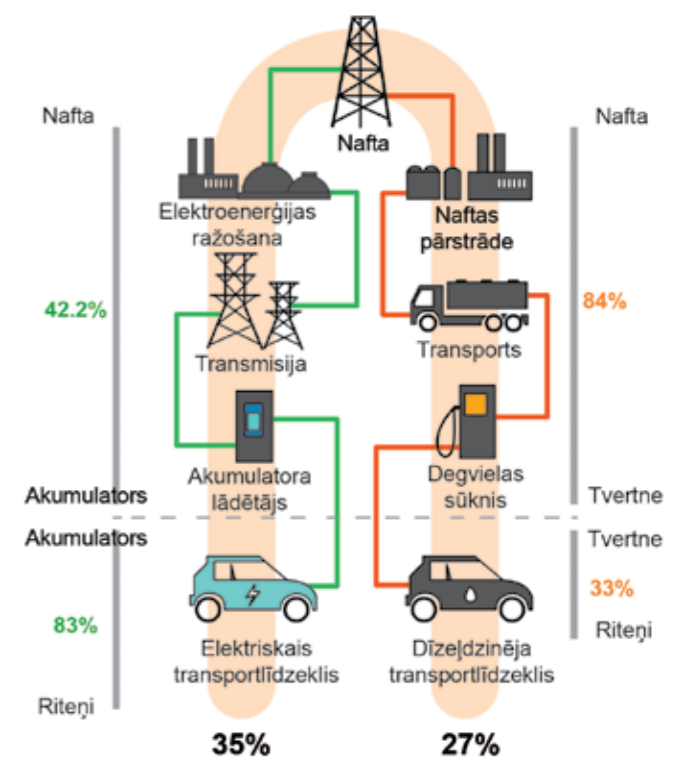 Nafta
Nafta
Nafta
Elektroenerģijas
ražošana
Naftas
pārstrāde
42.2%
84%
Transmisija
Transports
Akumulatora
lādētājs
Degvielas
sūknis
Akumulators
Tvertne
Akumulators
Tvertne
83%
33%
Riteņi
Elektriskais
transportlīdzeklis
Dīzeļdzinēja
transportlīdzeklis
Riteņi
35%
27%